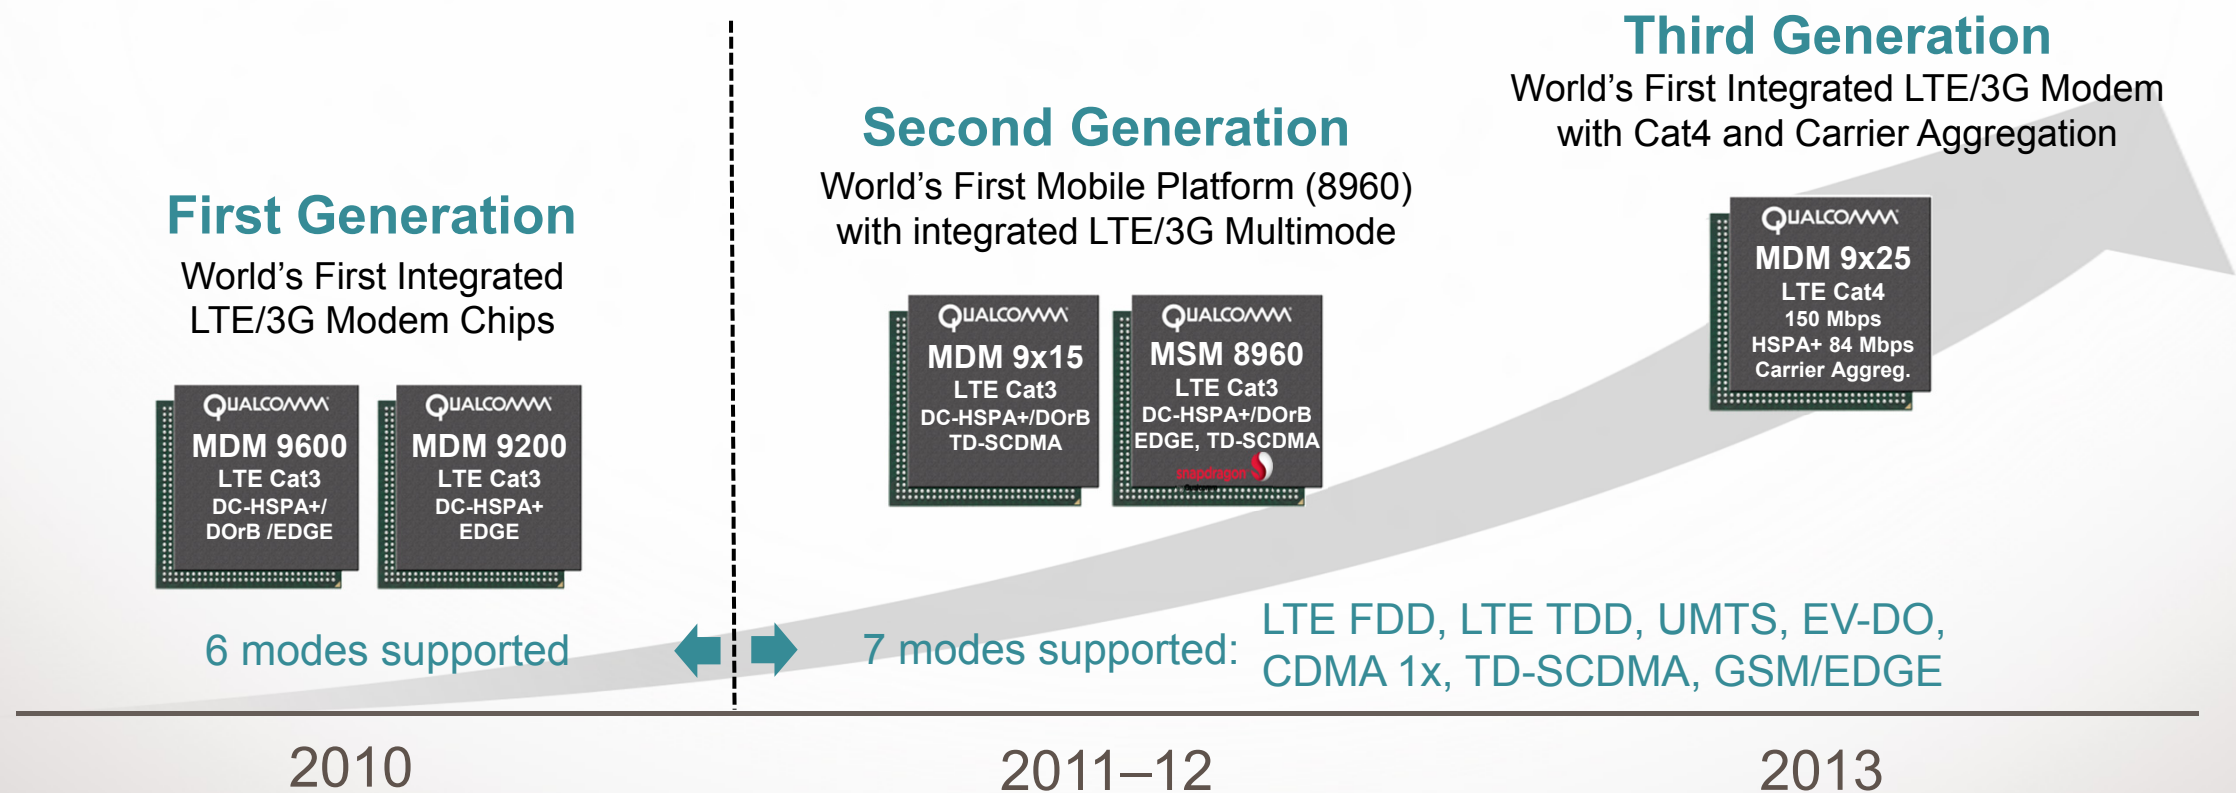 First Generation
World's First Integrated
LTE/3G Modem Chips
QUALCOMM
MDM 9600
LTE Cat3
DC-HSPA+/
DOrB /EDGE
QUALCOMM
MDM 9200
LTE Cat3
DC-HSPA+
EDGE
6 modes supported
Second Generation
World's First Mobile Platform (8960)
with integrated LTE/3G Multimode
QUALCOMM
MDM 9x15
LTE Cat3
DC-HSPA+/DOrB
TD-SCDMA
QUALCOMM
MSM 8960
LTE Cat3
DC-HSPA+/DOrB
EDGE, TD-SCDMA
snapdragon
Third Generation
World's First Integrated LTE/3G Modem
with Cat4 and Carrier Aggregation
QUALCOMM
MDM 9x25
LTE Cat4
150 Mbps
HSPA+ 84 Mbps
Carrier Aggreg.
7 modes supported:
LTE FDD, LTE TDD, UMTS, EV-DO,
CDMA 1x, TD-SCDMA, GSM/EDGE
2010
2011–12
2013